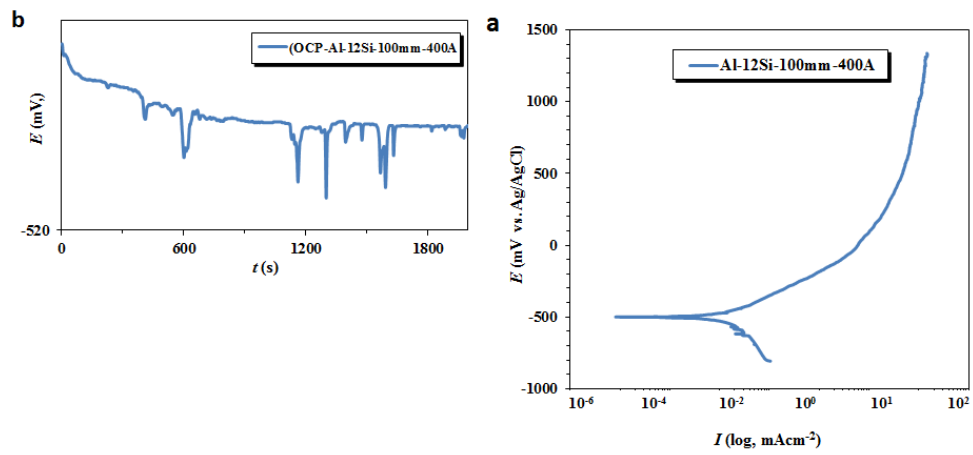 b
(OCP-Al-12Si-100mm-400A
E (mV,)
-520
0 600 1200 1800
t (s)
a
Al-12Si-100mm-400A
E (mV vs. Ag/AgCl)
1500
1000
500
0
-500
-1000
10-6 10-4 10-2 100 101 102
I (log, mAcm-2)